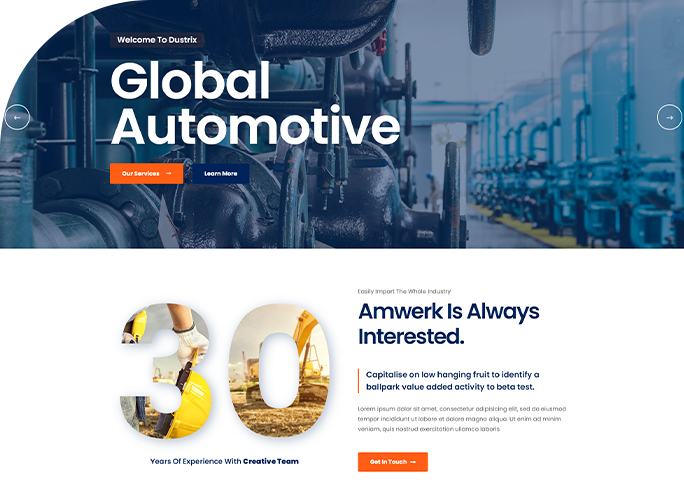 Welcome To Dustrix
Global
Automotive
Our Services →
Learn More
30
Years Of Experience With Creative Team
Easily Import The Whole Industry
Amwerk Is Always
Interested.
Capitalise on low hanging fruit to identify a
ballpark value added activity to beta test.
Lorem ipsum dolor sit amet, consectetur adipisicing elit, sed do eiusmod
tempor incididunt ut labore et dolore magna aliqua. Ut enim ad minim
veniam, quis nostrud exercitation ullamco laboris
Get In Touch →